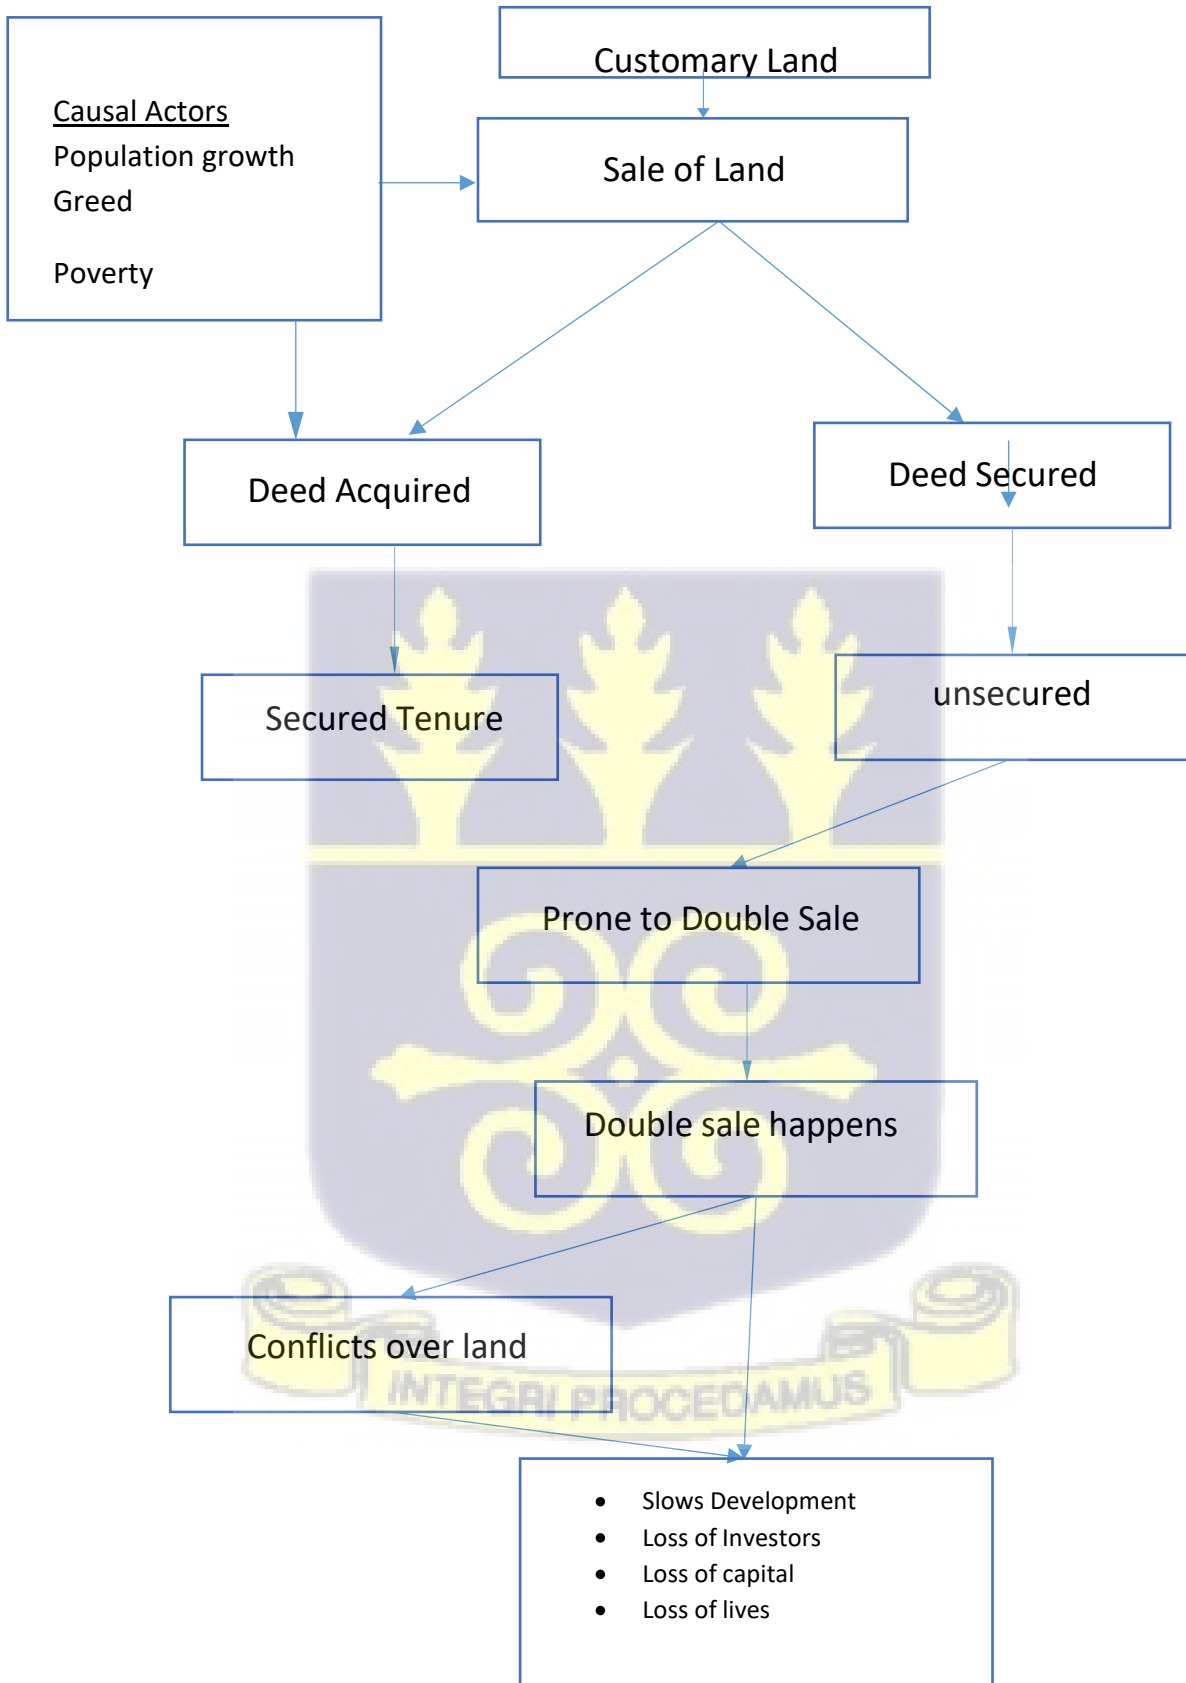 Customary Land
Causal Actors
Population growth
Greed
Poverty
Sale of Land
Deed Acquired
Deed Secured
Secured Tenure
unsecured
Prone to Double Sale
Double sale happens
Conflicts over land
INTEGRI PROCEDAMUS
• Slows Development
• Loss of Investors
• Loss of capital
• Loss of lives